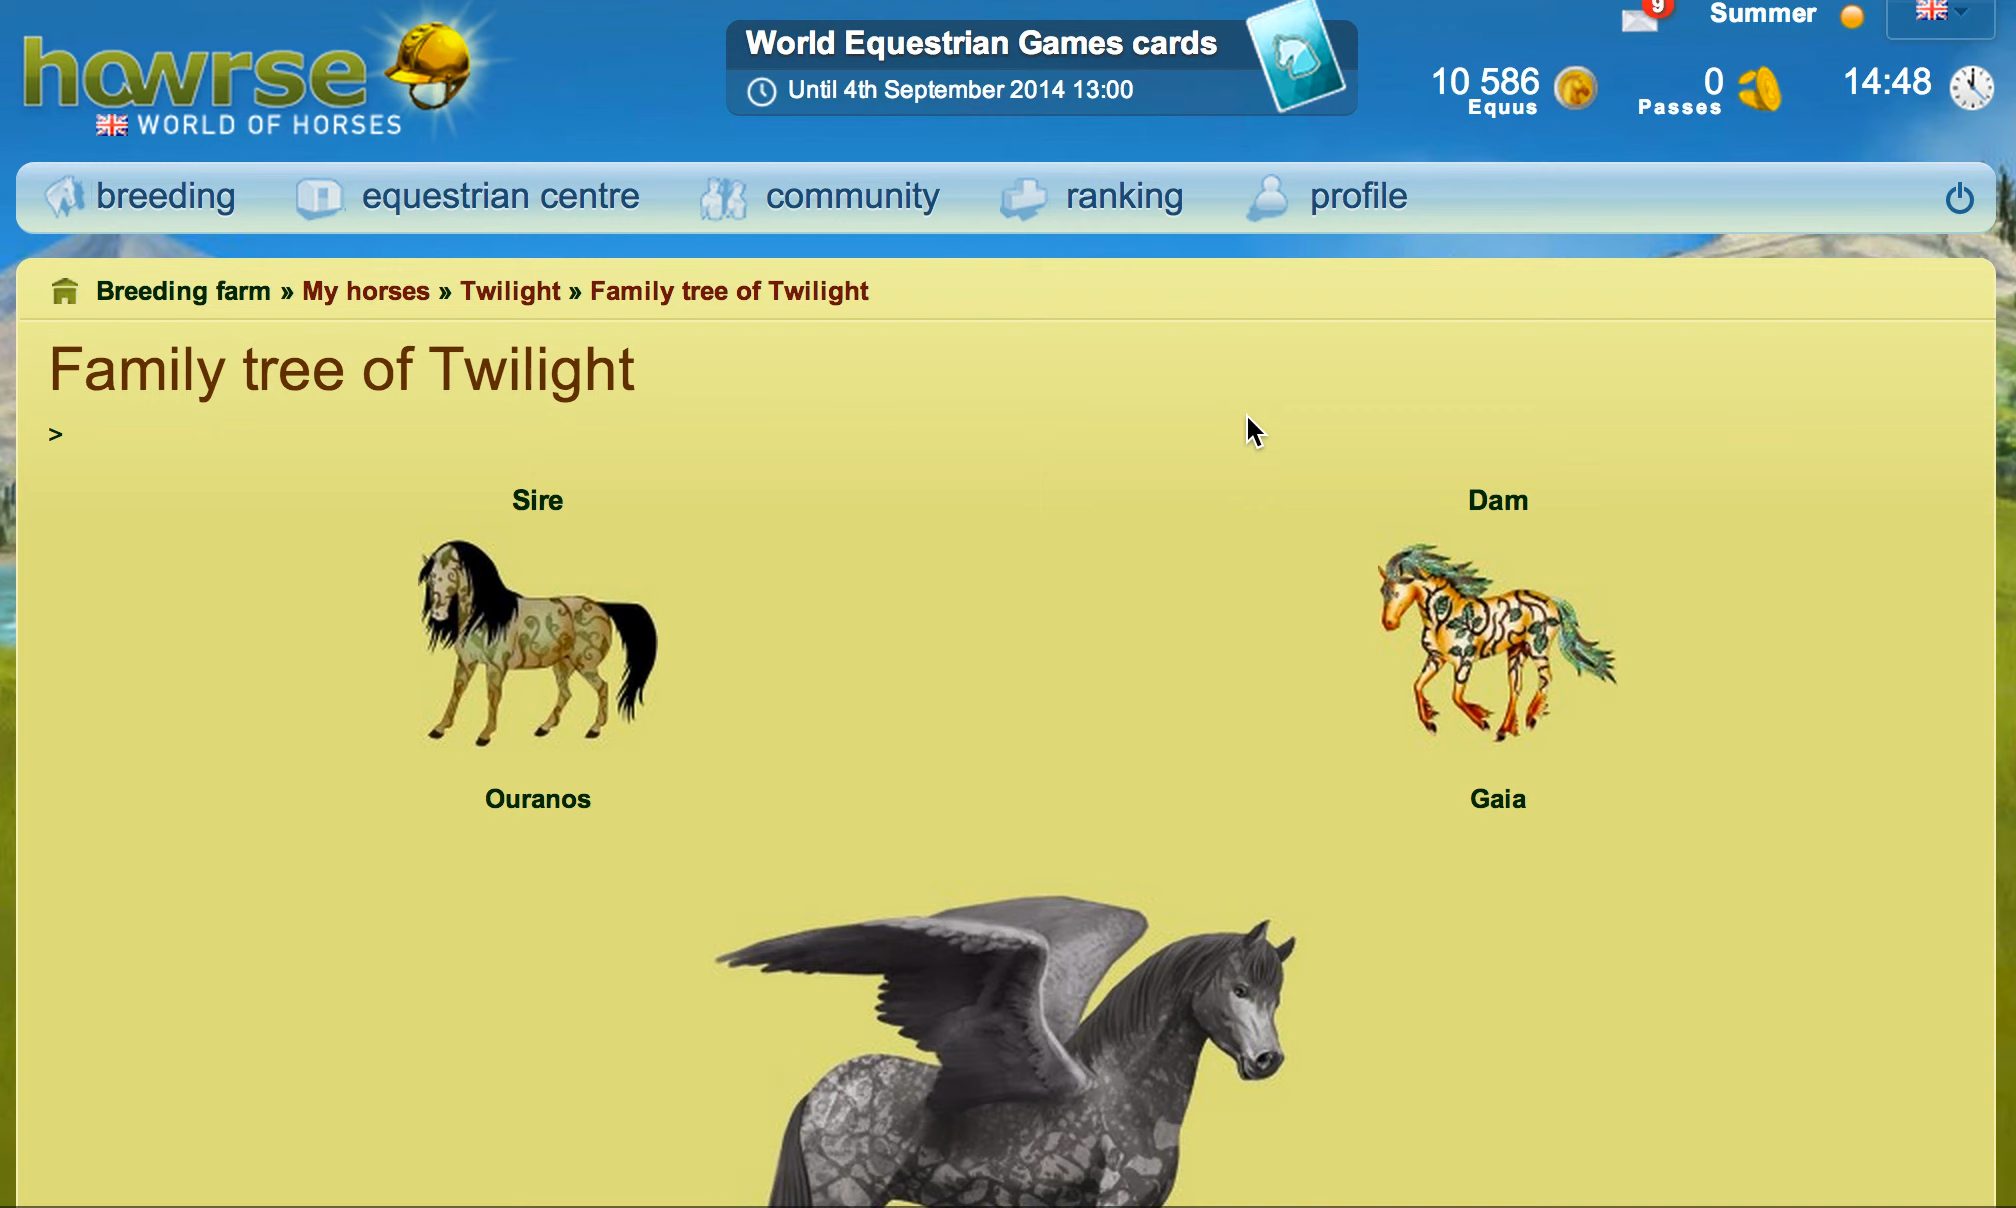 howrse
WORLD OF HORSES
World Equestrian Games cards
Until 4th September 2014 13:00
9
Summer
10 586
Equus
0
Passes
14:48
breeding
equestrian centre
community
ranking
profile
Breeding farm » My horses » Twilight » Family tree of Twilight
Family tree of Twilight
>
Sire
Dam
Ouranos
Gaia